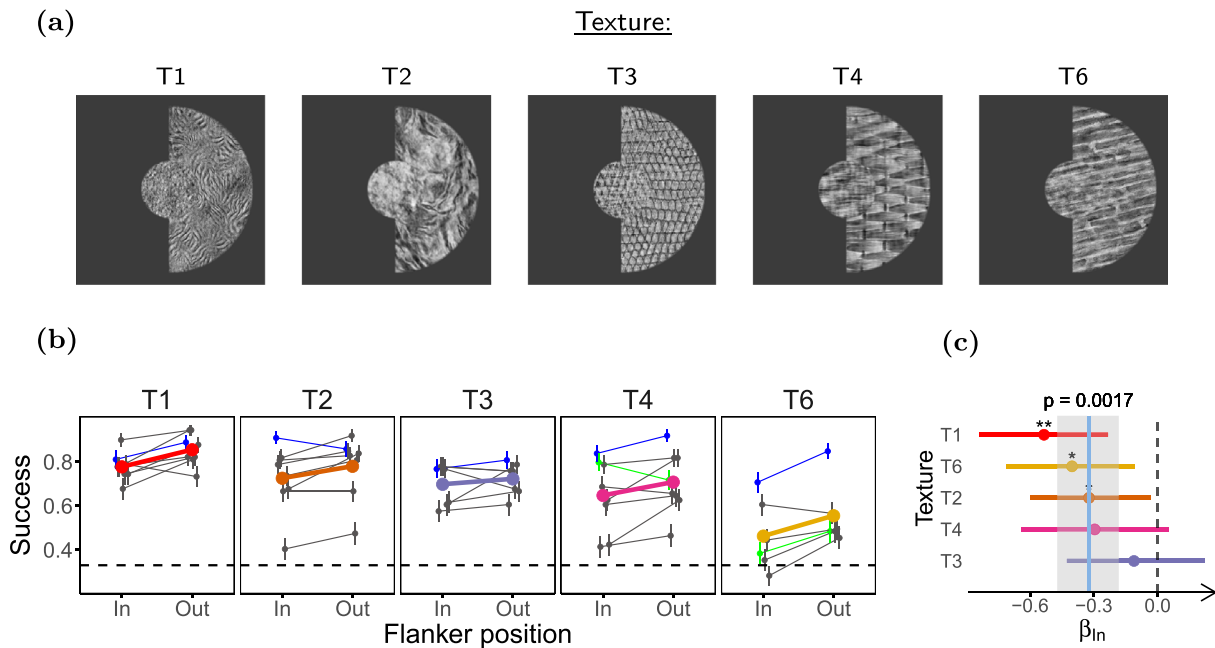 (a)
Texture:
T1 T2 T3 T4 T6
(b)
(c)
T1 T2 T3 T4 T6
Success
0.8
0.6
0.4
In Out In Out In Out In Out In Out
Flanker position
p = 0.0017
Texture
T1 **
T6 *
T2 *
T4
T3
−0.6 −0.3 0.0
βIn